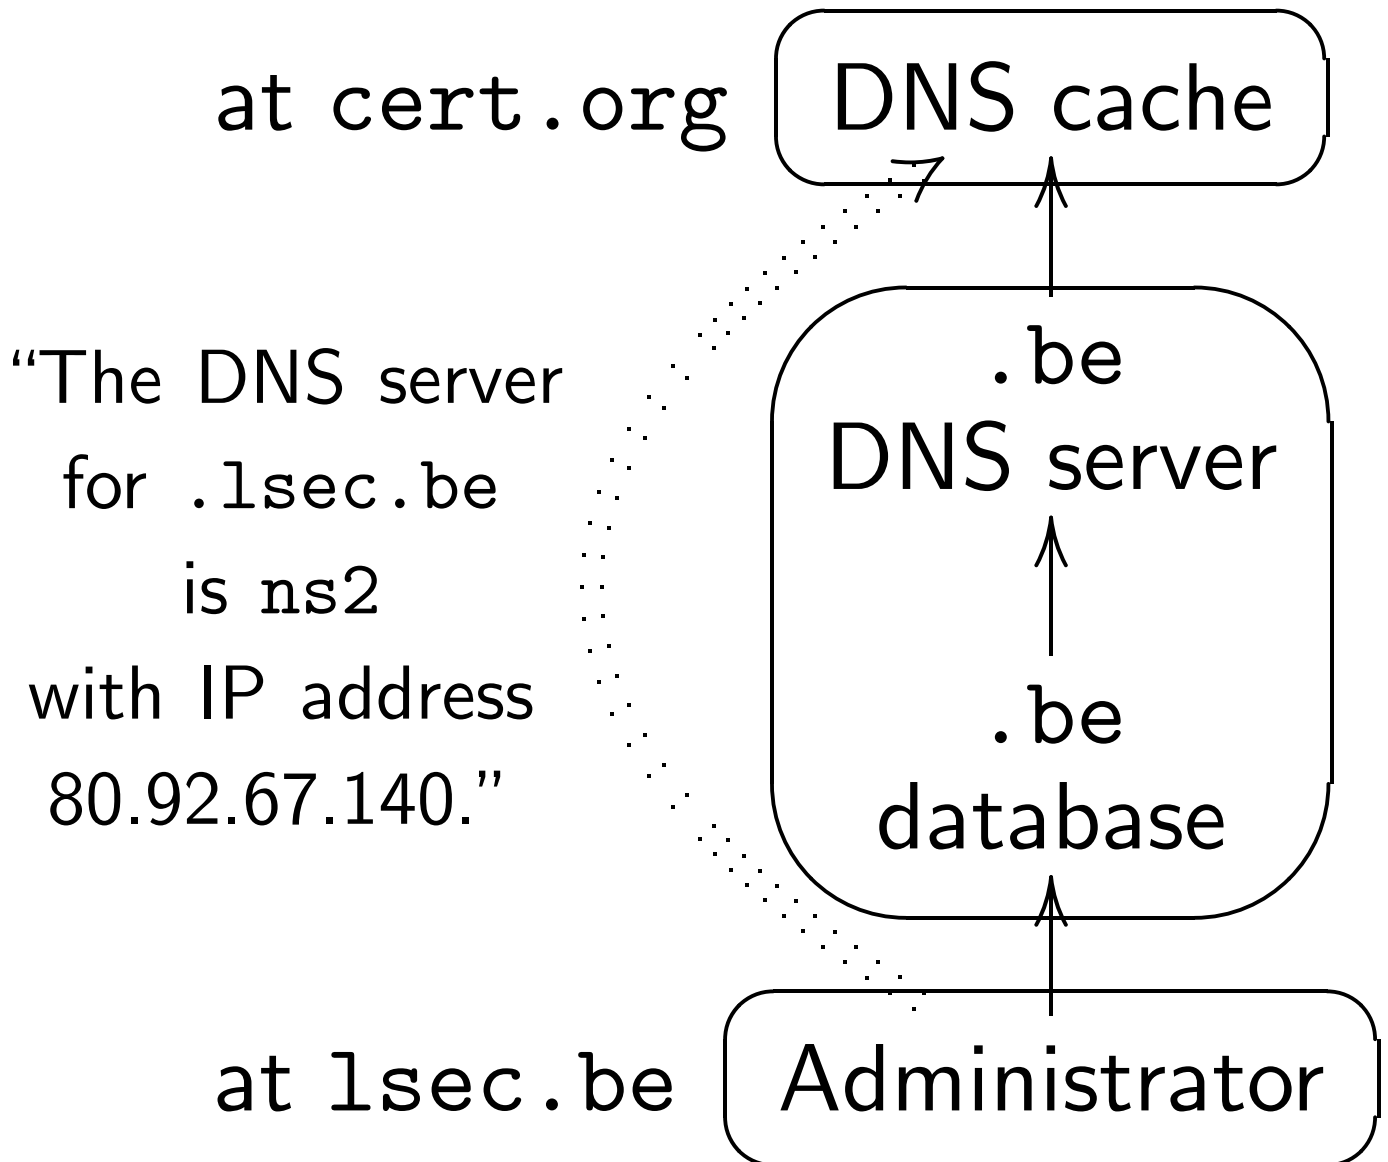 at cert.org DNS cache
.be
DNS server
.be
database
“The DNS server
for .lsec.be
is ns2
with IP address
80.92.67.140.”
at lsec.be Administrator